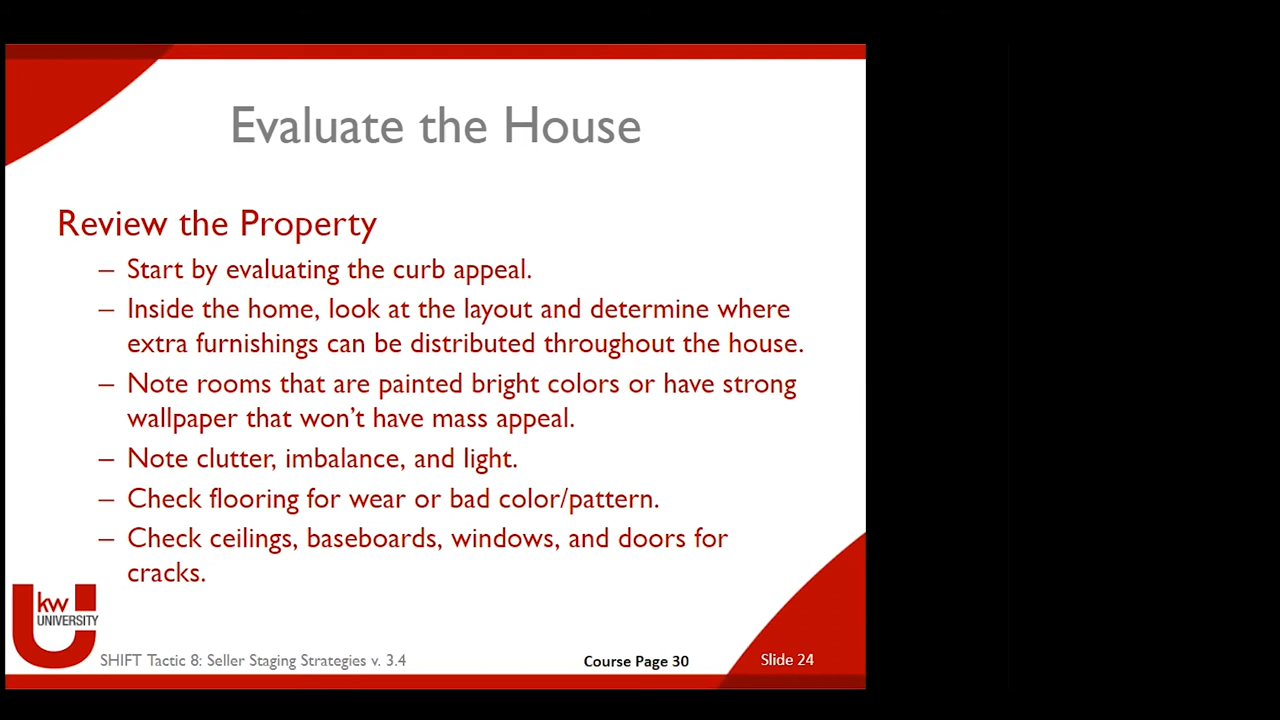 Evaluate the House
Review the Property
– Start by evaluating the curb appeal.
– Inside the home, look at the layout and determine where
extra furnishings can be distributed throughout the house.
– Note rooms that are painted bright colors or have strong
wallpaper that won’t have mass appeal.
– Note clutter, imbalance, and light.
– Check flooring for wear or bad color/pattern.
– Check ceilings, baseboards, windows, and doors for
cracks.
kw
UNIVERSITY
SHIFT Tactic 8: Seller Staging Strategies v. 3.4
Course Page 30
Slide 24